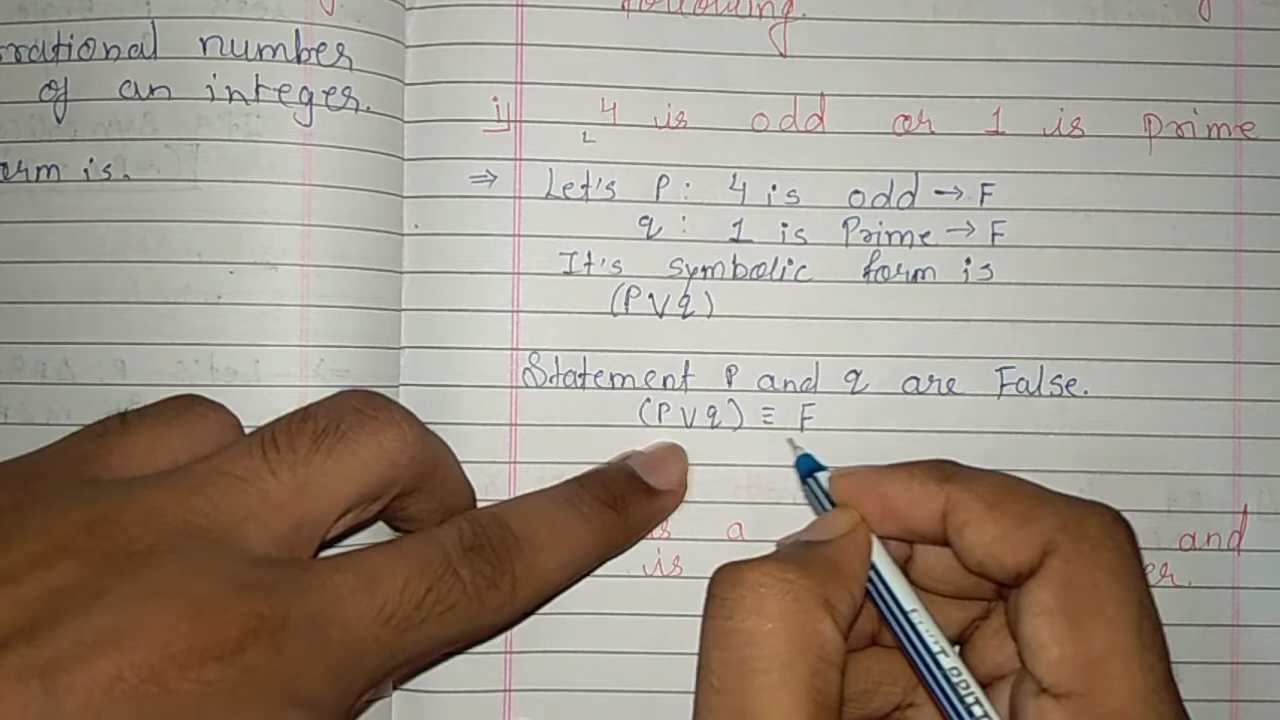 rational number
of an integer.
is.
following.
i) 4 is odd or 1 is prime
⇒ Let's P: 4 is odd → F
q: 1 is Prime → F
It's symbolic form is
(P∨q)
Statement P and q are False.
(P∨q) ≡ F
is a and
is